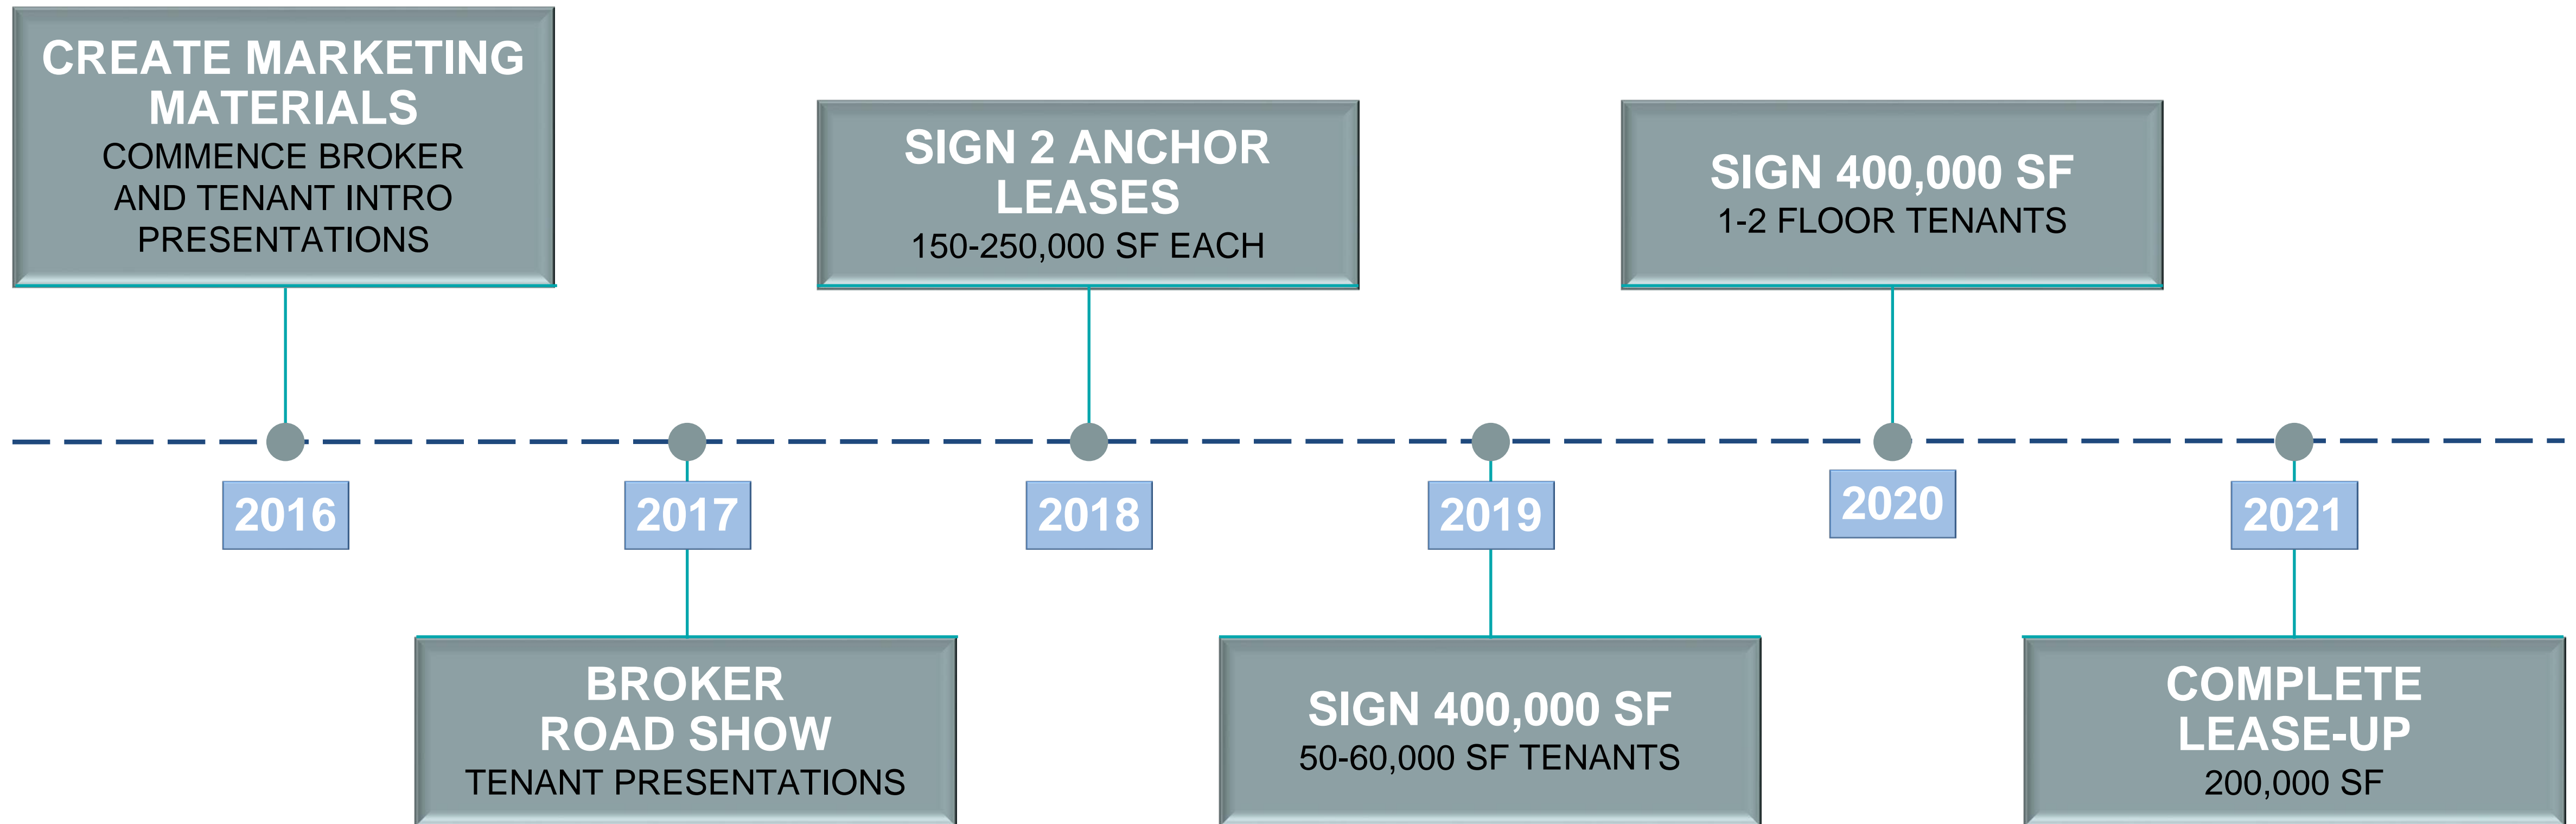 CREATE MARKETING
MATERIALS
COMMENCE BROKER
AND TENANT INTRO
PRESENTATIONS
SIGN 2 ANCHOR
LEASES
150-250,000 SF EACH
SIGN 400,000 SF
1-2 FLOOR TENANTS
2016
2017
2018
2019
2020
2021
BROKER
ROAD SHOW
TENANT PRESENTATIONS
SIGN 400,000 SF
50-60,000 SF TENANTS
COMPLETE
LEASE-UP
200,000 SF